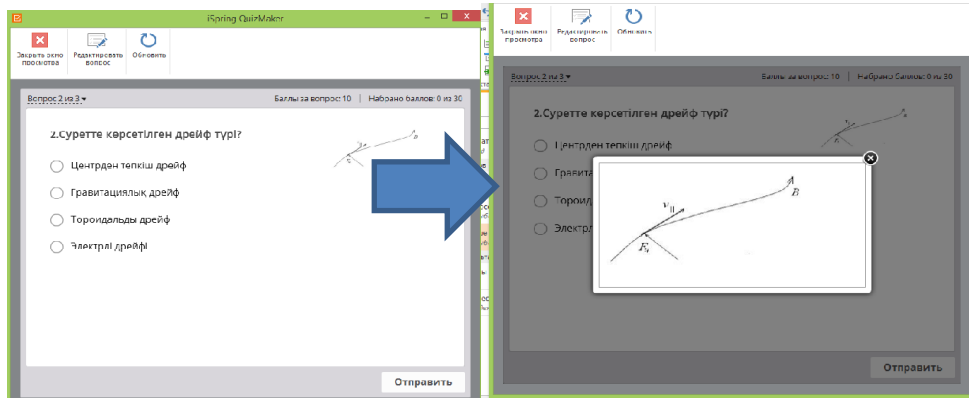 iSpring QuizMaker
Закрыть окно просмотра
Редактировать вопрос
Обновить
Вопрос 2 из 3
Баллы за вопрос: 10 | Набрано баллов: 0 из 30
2.Суретте көрсетілген дрейф түрі?
Центрден тепкіш дрейф
Гравитациялық дрейф
Тороидальды дрейф
Электрлі дрейфі
Отправить
Закрыть окно просмотра
Редактировать вопрос
Обновить
Вопрос 2 из 3
Баллы за вопрос: 10 | Набрано баллов: 0 из 30
2.Суретте көрсетілген дрейф түрі?
Центрден тепкіш дрейф
Гравита
Тороид
Электрл
v||
B
Отправить